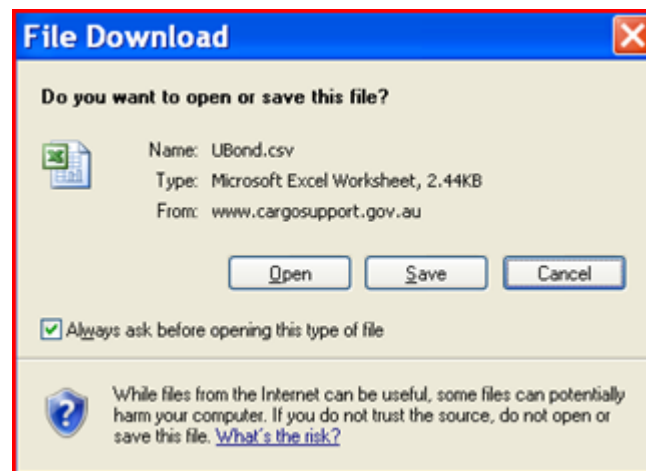 File Download
Do you want to open or save this file?
Name: UBond.csv
Type: Microsoft Excel Worksheet, 2.44KB
From: www.cargosupport.gov.au
Open Save Cancel
Always ask before opening this type of file
While files from the Internet can be useful, some files can potentially
harm your computer. If you do not trust the source, do not open or
save this file. What's the risk?